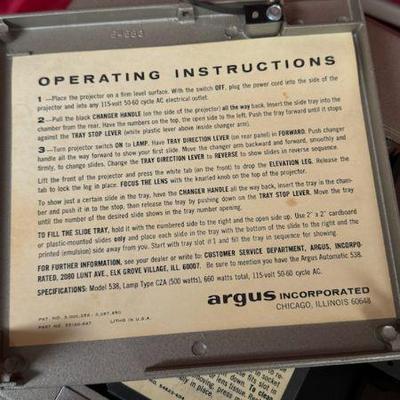 OPERATING INSTRUCTIONS
1 —Place the projector on a firm level surface. With the switch OFF, plug the power cord into the side of the
projector and into any 115-volt 50-60 cycle AC electrical outlet.
2 —Pull the black CHANGER HANDLE (on the side of the projector) all the way back. Insert the slide tray into the
chamber from the rear. Have the numbers on the top, the open side to the left. Push the tray forward until it stops
against the TRAY STOP LEVER (white plastic lever above inside changer arm).
3 —Turn projector switch ON to LAMP. Have TRAY DIRECTION LEVER (on rear panel) in FORWARD. Push changer
handle all the way forward to show first slide. Move the changer arm backward and forward, smoothly and
firmly, to change slides. Change the TRAY DIRECTION LEVER to REVERSE to show slides in reverse sequence.
Lift the front of the projector and press the white tab (on the front) to drop the ELEVATION LEG. Release the
tab to lock the leg in place. FOCUS THE LENS with the knurled knob on the top of the projector.
To show just a certain slide in the tray, have the CHANGER HANDLE all the way back, insert the tray in the cham-
ber and push it in to the stop, then release the tray by pushing down on the TRAY STOP LEVER. Move the tray
until the number of the desired slide shows in the tray number opening.
TO FILL THE SLIDE TRAY, hold it with the numbered side to the right and the open side up. Use 2" x 2" cardboard
or plastic-mounted slides only and place each slide in the tray with the bottom of the slide to the right and the
printed (emulsion) side away from you. Start with tray slot #1 and fill the tray in sequence for showing.
FOR FURTHER INFORMATION, see your dealer or write to: CUSTOMER SERVICE DEPARTMENT, ARGUS, INCORPO-
RATED, 2080 LUNT AVE., ELK GROVE VILLAGE, ILL. 60007. Be sure to mention you have the Argus Automatic 538.
SPECIFICATIONS: Model 538, Lamp Type CZA (500 watts), 660 watts total, 115-volt 50-60 cycle AC.
argus INCORPORATED
CHICAGO, ILLINOIS 60648
LITHO IN U.S.A.